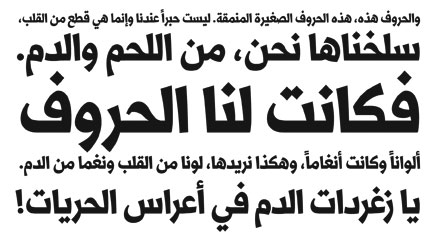 والحروف هذه، هذه الحروف الصغيرة المنمقة. ليست حبراً عندنا وإنما هي قطع من القلب،
سلخناها نحن، من اللحم والدم.
فكانت لنا الحروف
ألواناً وكانت أنغاماً، وهكذا نريدها، لونا من القلب ونغما من الدم.
يا زغردات الدم في أعراس الحريات!